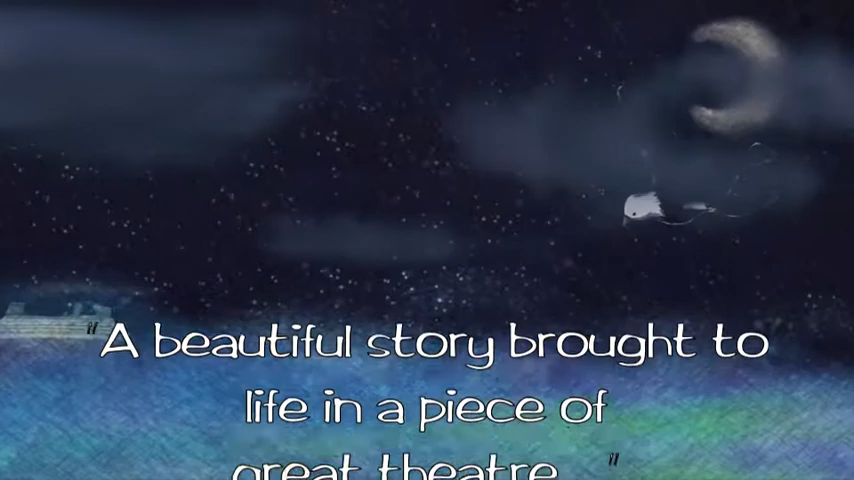 "A beautiful story brought to
life in a piece of
great theatre "